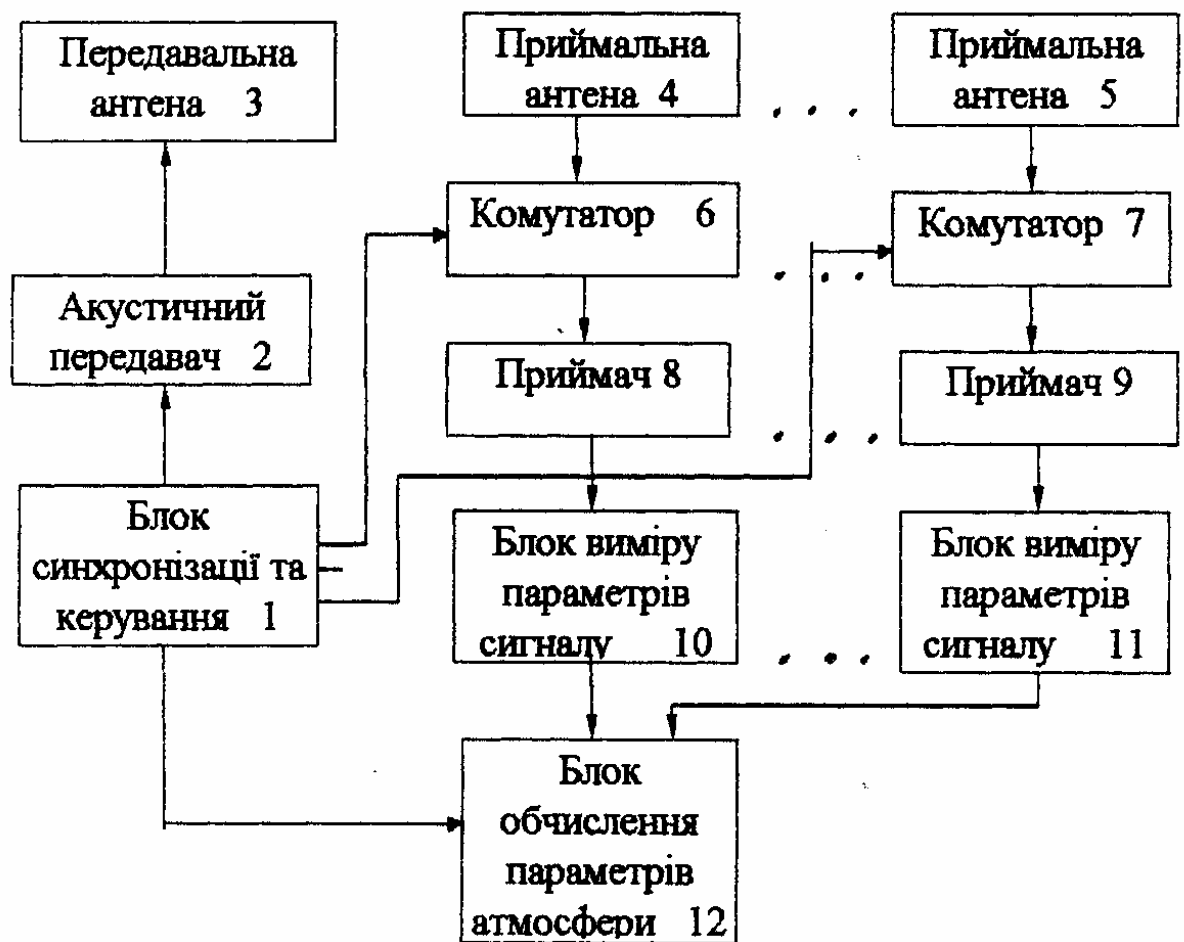 Передавальна
антена 3
Приймальна
антена 4
Приймальна
антена 5
Комутатор 6
Комутатор 7
Акустичний
передавач 2
Приймач 8
Приймач 9
Блок
синхронізації та
керування 1
Блок виміру
параметрів
сигналу 10
Блок виміру
параметрів
сигналу 11
Блок
обчислення
параметрів
атмосфери 12